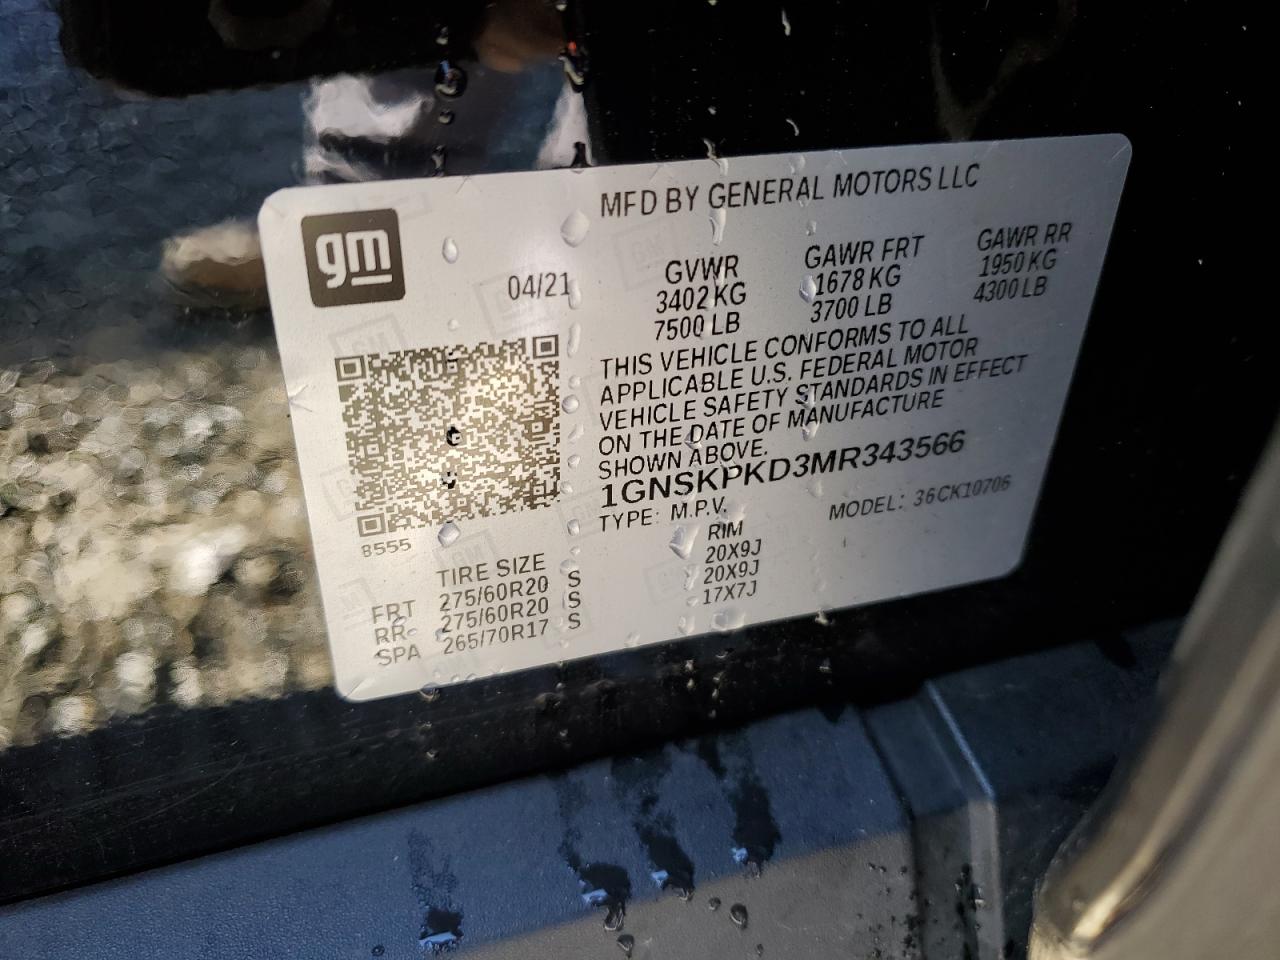 gm
MFD BY GENERAL MOTORS LLC
04/21
GVWR
3402 KG
7500 LB
GAWR FRT
1678 KG
3700 LB
GAWR RR
1950 KG
4300 LB
THIS VEHICLE CONFORMS TO ALL
APPLICABLE U.S. FEDERAL MOTOR
VEHICLE SAFETY STANDARDS IN EFFECT
ON THE DATE OF MANUFACTURE
SHOWN ABOVE.
1GNSKPKD3MR343566
TYPE: M.P.V.
MODEL: 36CK10706
8555
TIRE SIZE
RIM
FRT 275/60R20 S 20X9J
RR 275/60R20 S 20X9J
SPA 265/70R17 S 17X7J